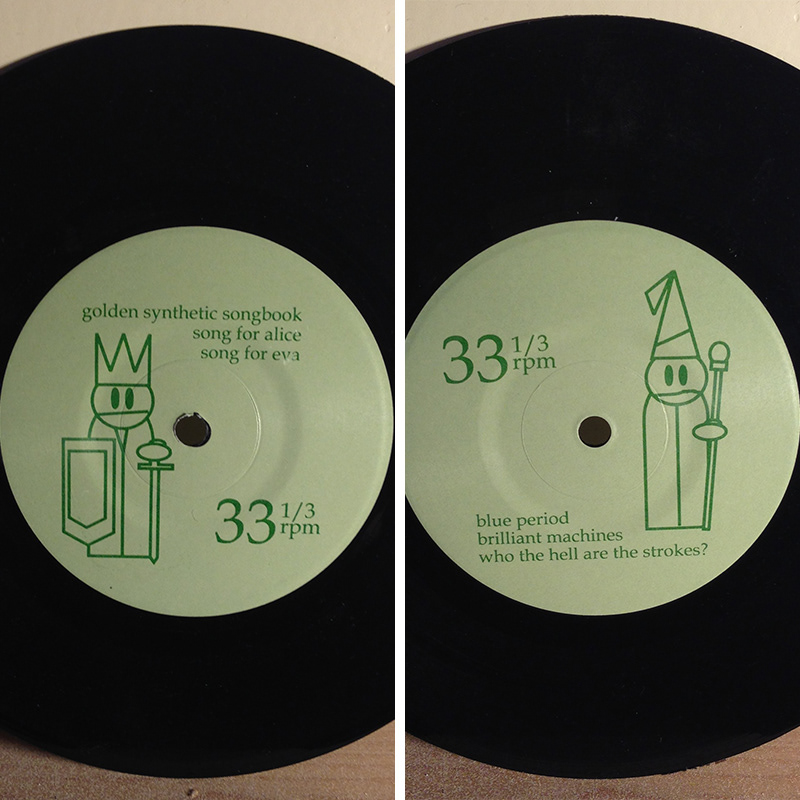 golden synthetic songbook
song for alice
song for eva
33 1/3
rpm
33 1/3
rpm
blue period
brilliant machines
who the hell are the strokes?